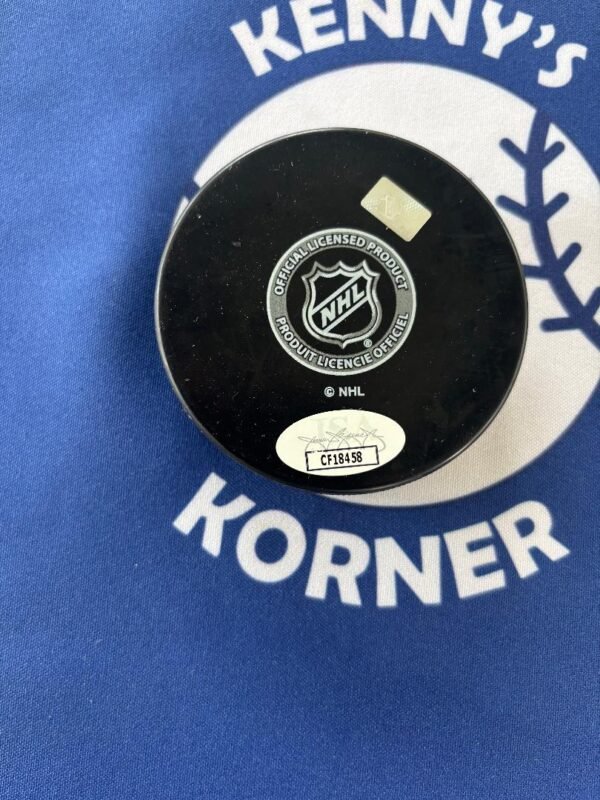 KENNY'S
OFFICIAL LICENSED PRODUCT
NHL
®
PRODUIT LICENCIE OFFICIEL
© NHL
CF18458
KORNER